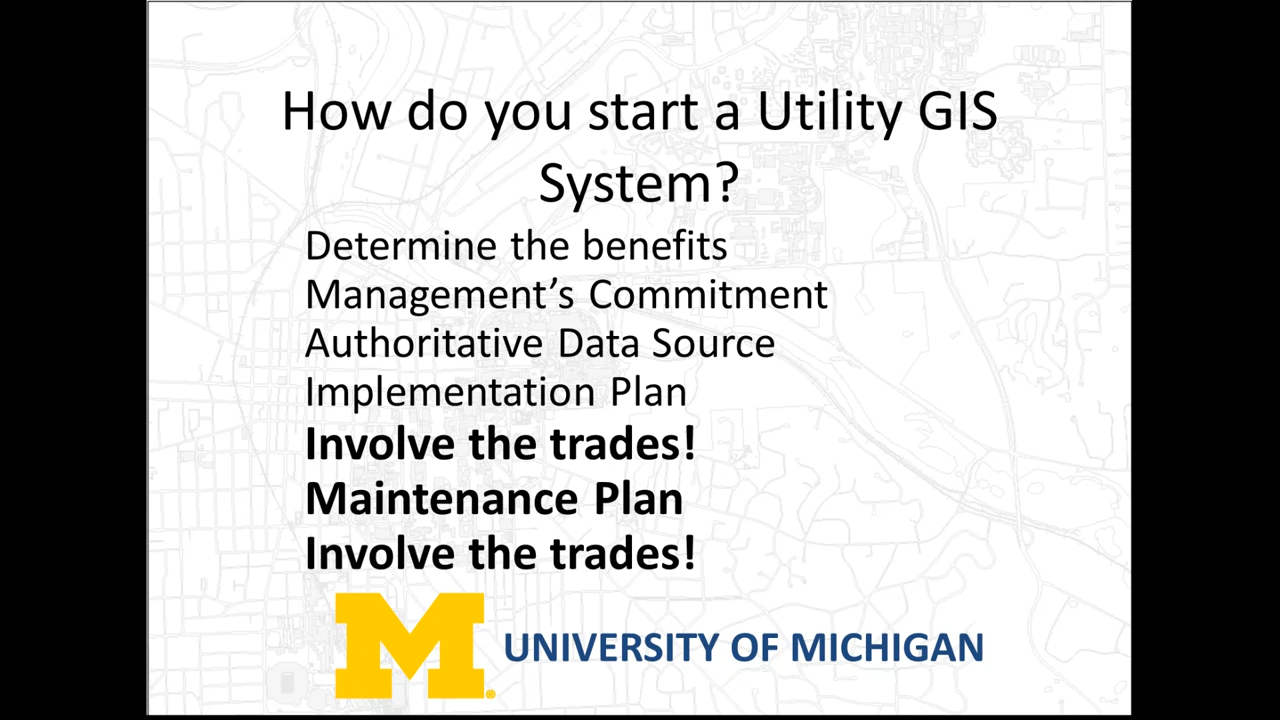 How do you start a Utility GIS
System?
Determine the benefits
Management’s Commitment
Authoritative Data Source
Implementation Plan
Involve the trades!
Maintenance Plan
Involve the trades!
M® UNIVERSITY OF MICHIGAN